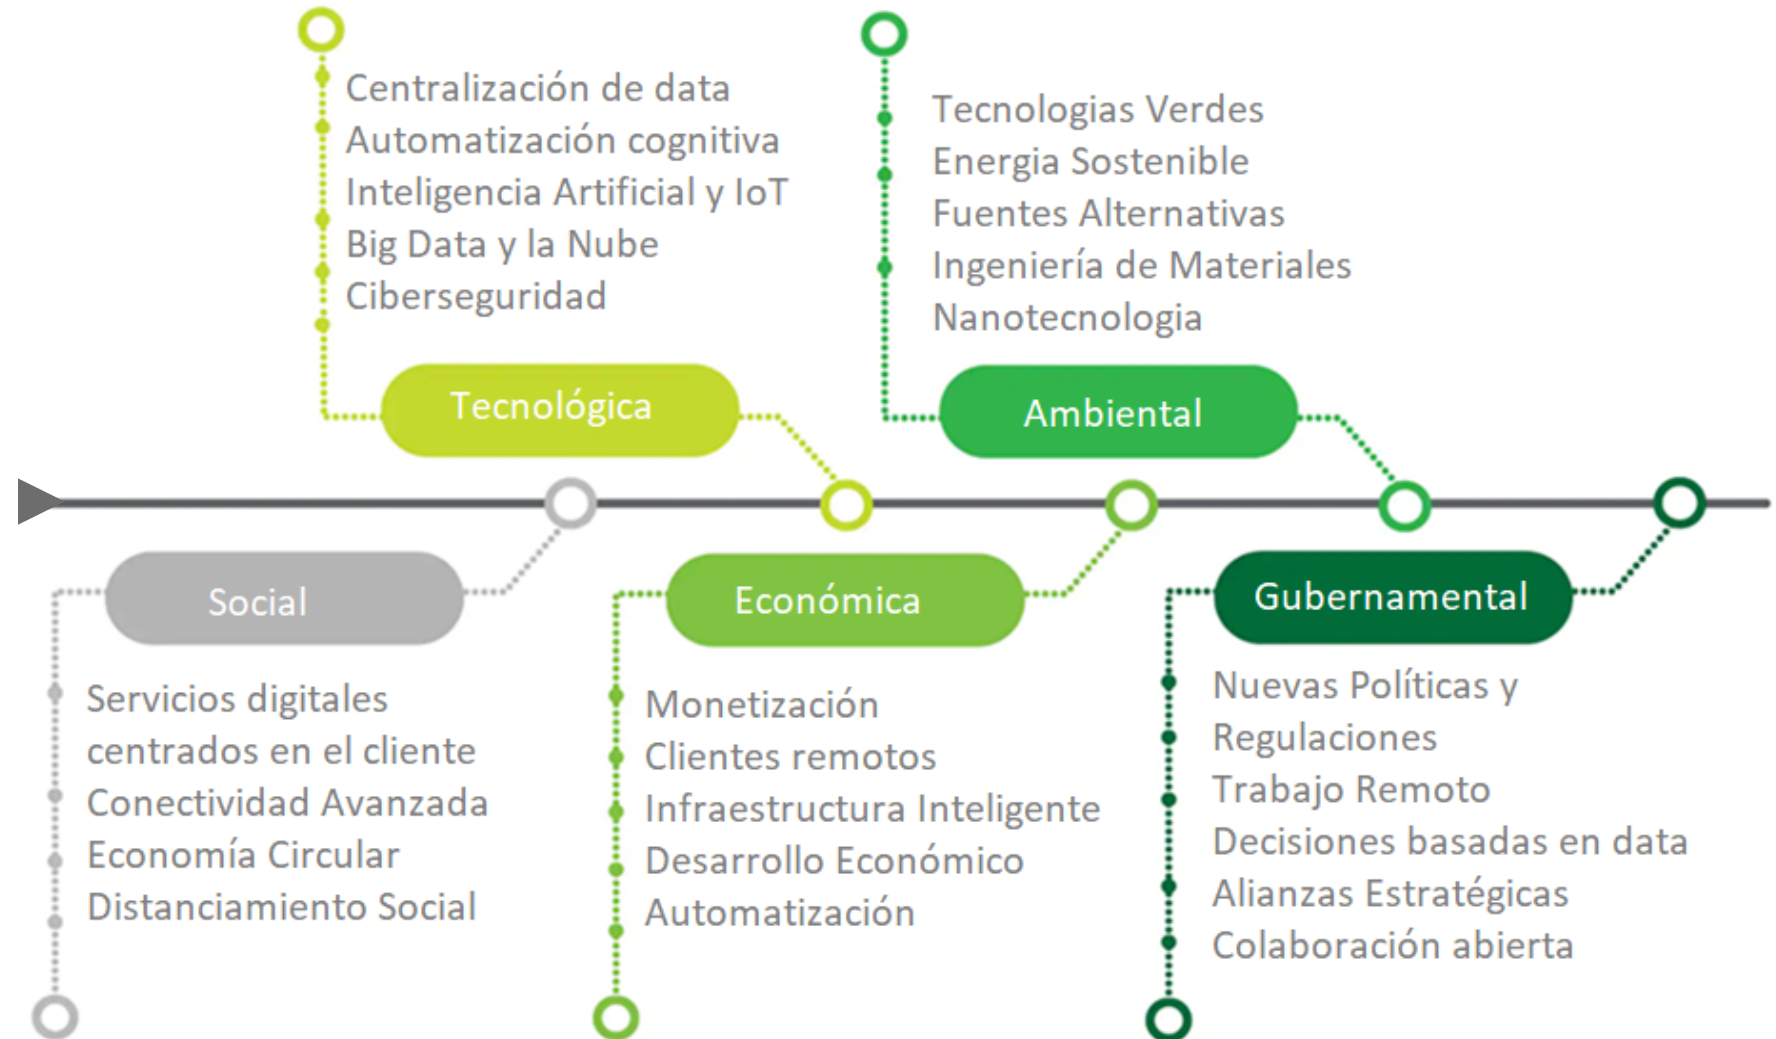 Centralización de data
Automatización cognitiva
Inteligencia Artificial y IoT
Big Data y la Nube
Ciberseguridad
Tecnológica
Tecnologias Verdes
Energia Sostenible
Fuentes Alternativas
Ingeniería de Materiales
Nanotecnologia
Ambiental
Social
Servicios digitales
centrados en el cliente
Conectividad Avanzada
Economía Circular
Distanciamiento Social
Económica
Monetización
Clientes remotos
Infraestructura Inteligente
Desarrollo Económico
Automatización
Gubernamental
Nuevas Políticas y
Regulaciones
Trabajo Remoto
Decisiones basadas en data
Alianzas Estratégicas
Colaboración abierta